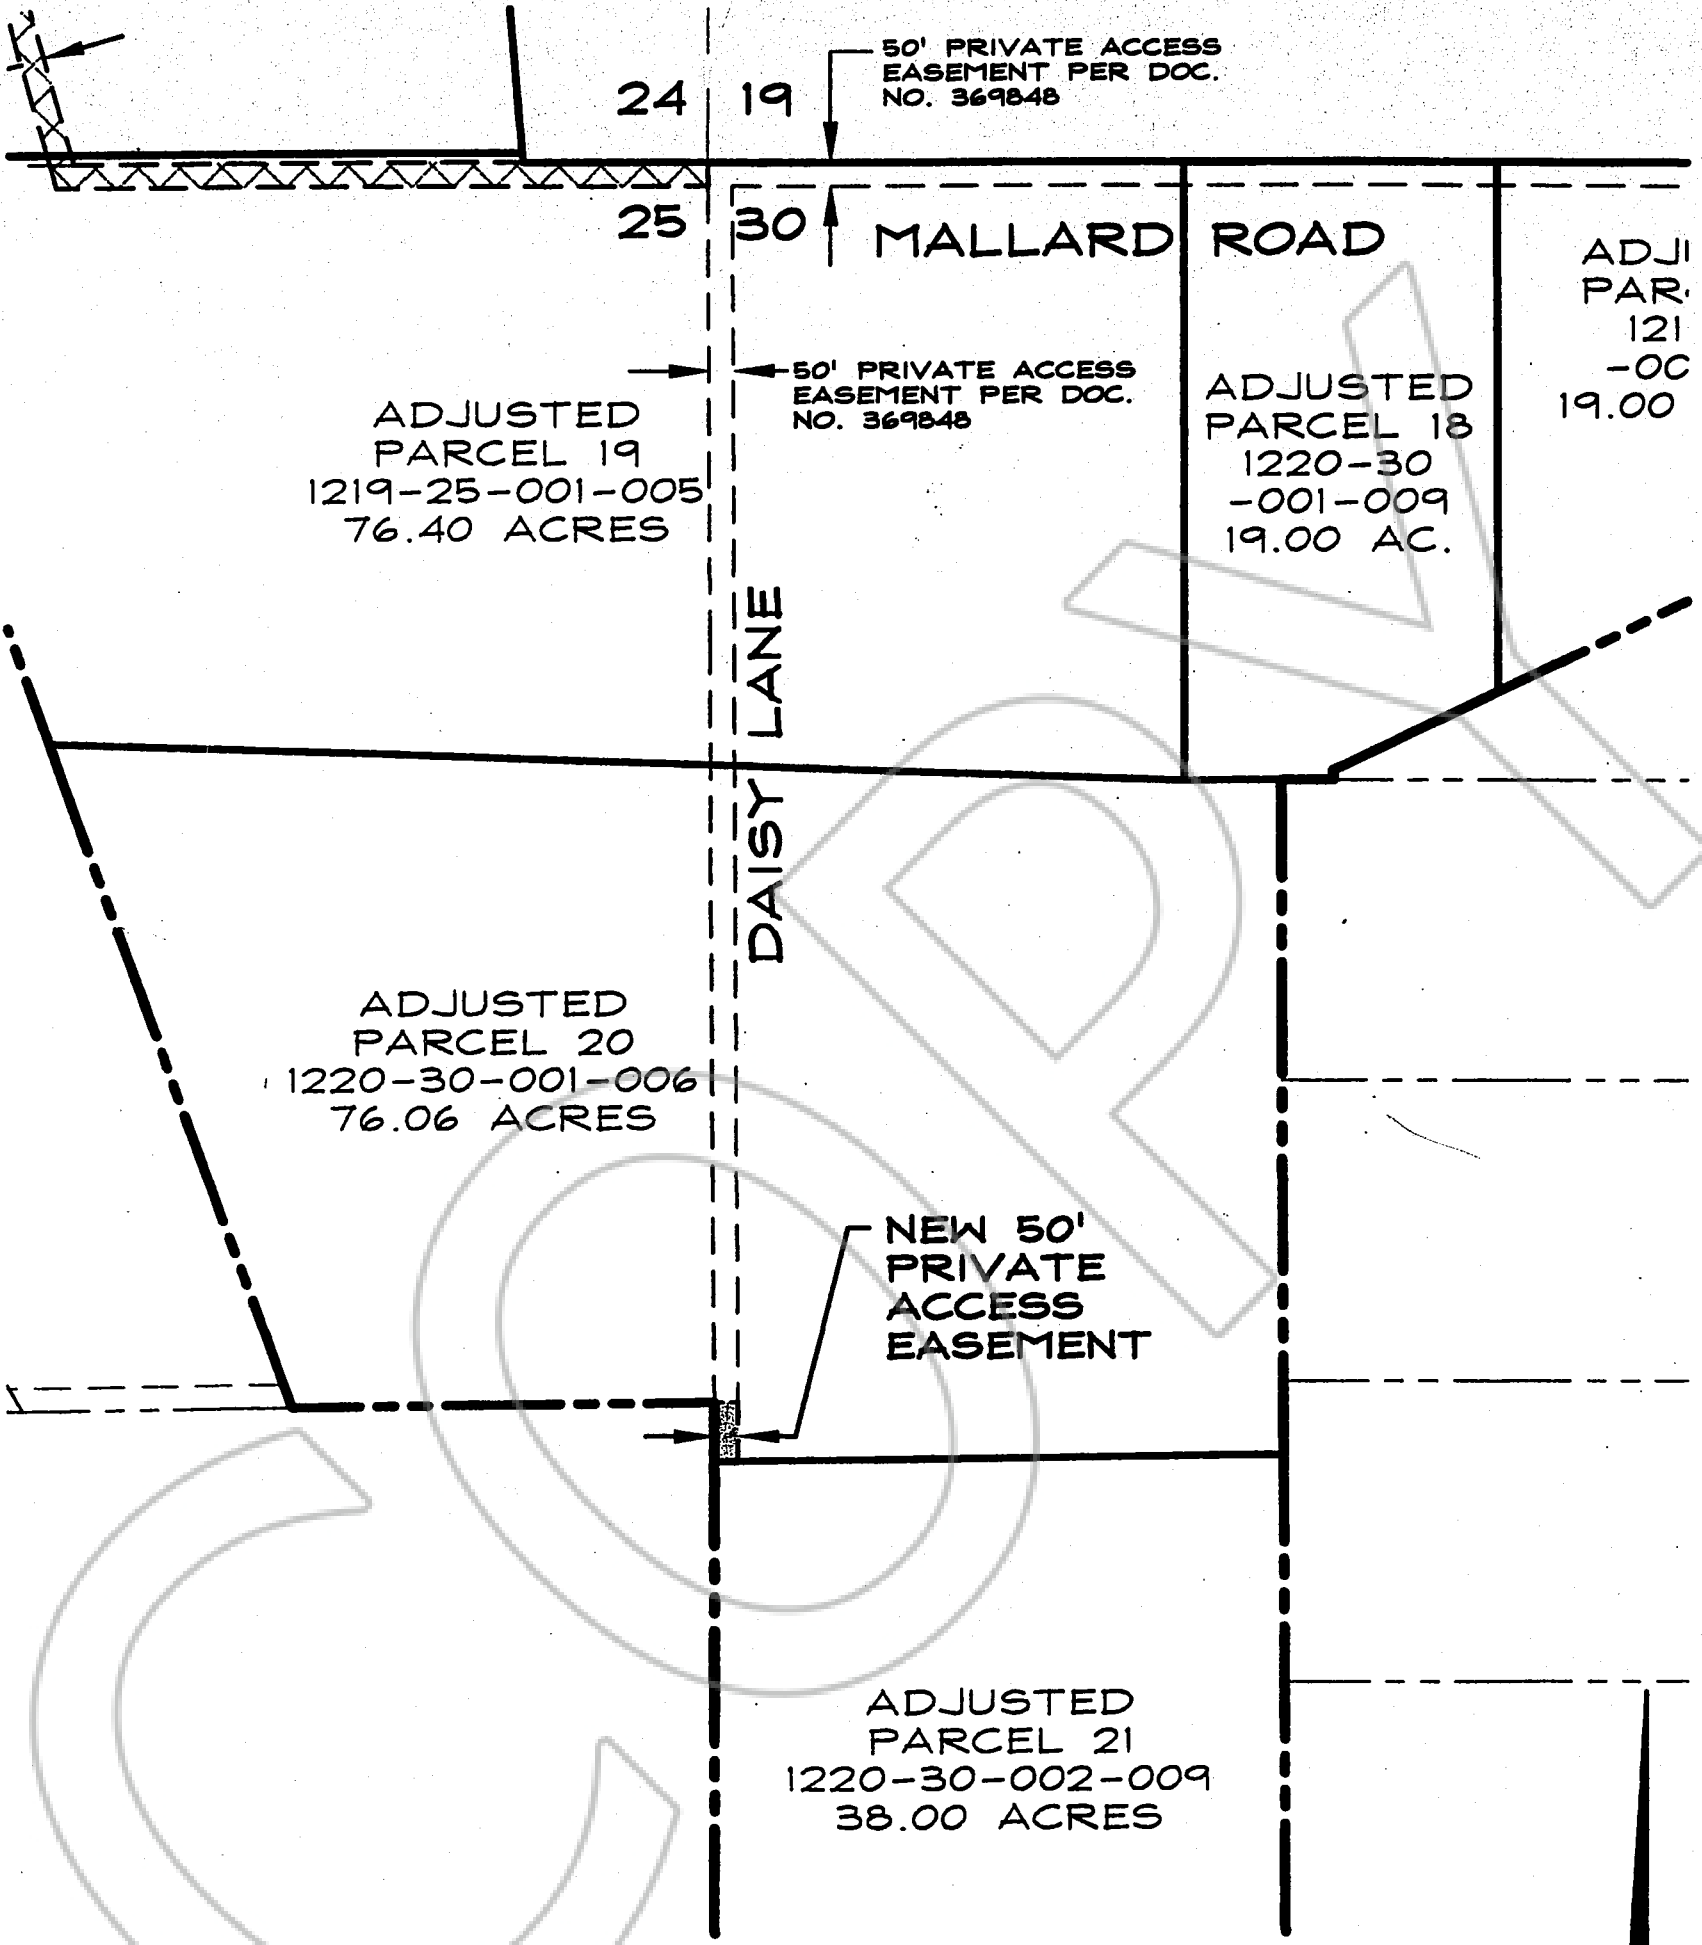 50' PRIVATE ACCESS
EASEMENT PER DOC.
NO. 369848
24 19
25 30
MALLARD ROAD
50' PRIVATE ACCESS
EASEMENT PER DOC.
NO. 369848
ADJUSTED
PARCEL 19
1219-25-001-005
76.40 ACRES
ADJUSTED
PARCEL 18
1220-30
-001-009
19.00 AC.
19.00
DAISY LANE
ADJUSTED
PARCEL 20
1220-30-001-006
76.06 ACRES
NEW 50'
PRIVATE
ACCESS
EASEMENT
ADJUSTED
PARCEL 21
1220-30-002-009
38.00 ACRES
COPY